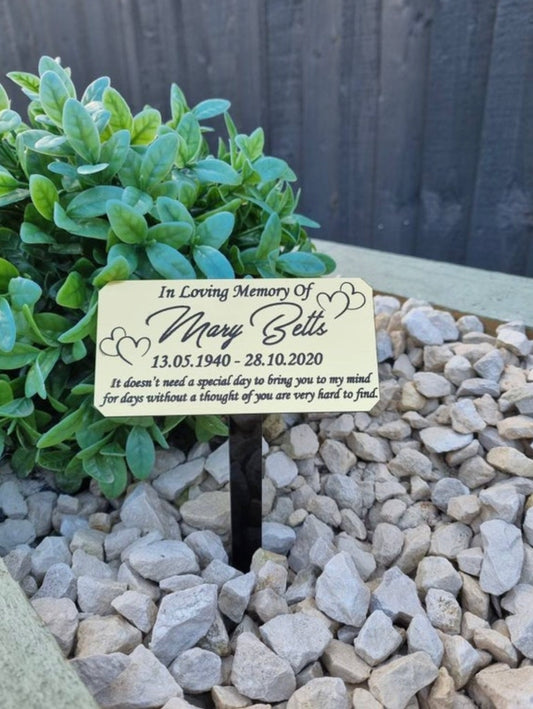 In Loving Memory Of
Mary Betts
13.05.1940 - 28.10.2020
It doesn't need a special day to bring you to my mind
for days without a thought of you are very hard to find.